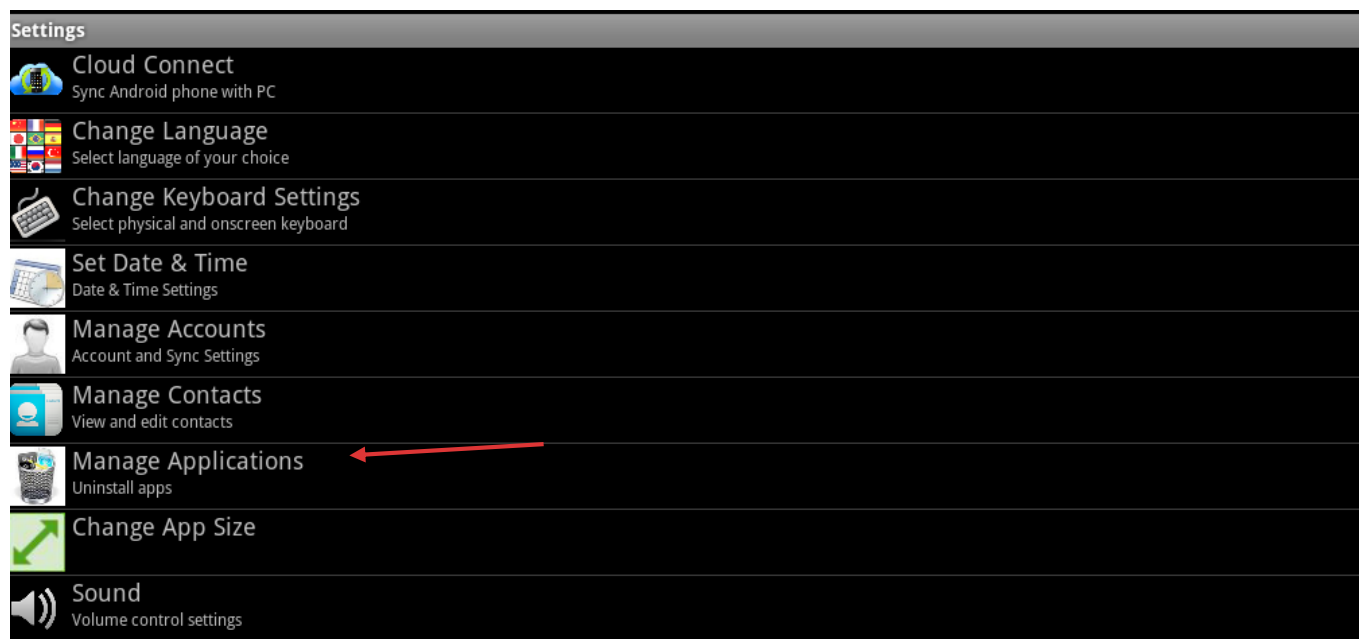 Settings
Cloud Connect
Sync Android phone with PC
Change Language
Select language of your choice
Change Keyboard Settings
Select physical and onscreen keyboard
Set Date & Time
Date & Time Settings
Manage Accounts
Account and Sync Settings
Manage Contacts
View and edit contacts
Manage Applications
Uninstall apps
Change App Size
Sound
Volume control settings